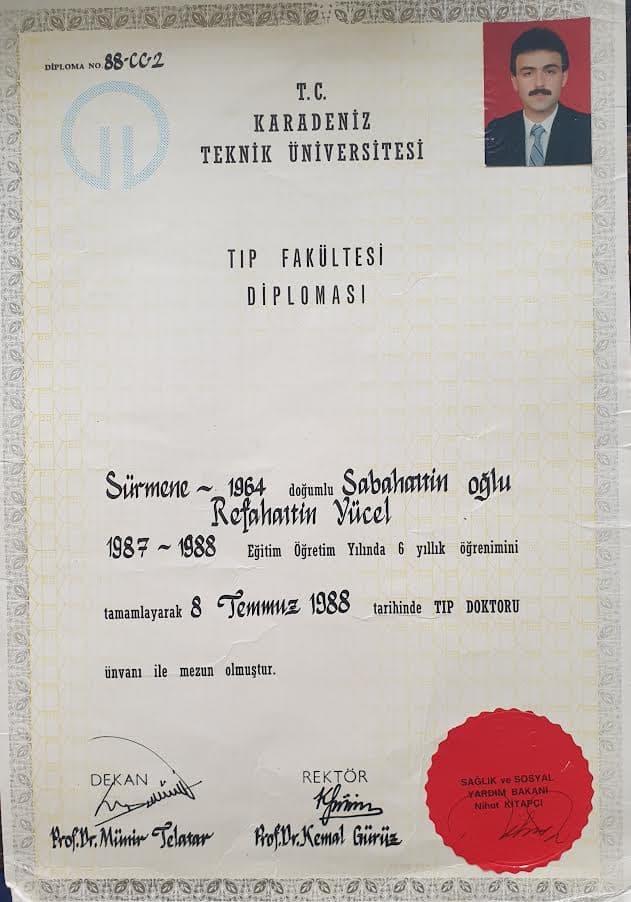 DİPLOMA NO. 88-CC-2
T.C.
KARADENİZ
TEKNİK ÜNİVERSİTESİ
TIP FAKÜLTESİ
DİPLOMASI
Sürmene ~ 1964 doğumlu Sabahattin oğlu
Refahattin Yücel
1987 ~ 1988 Eğitim Öğretim Yılında 6 yıllık öğrenimini
tamamlayarak 8 Temmuz 1988 tarihinde TIP DOKTORU
ünvanı ile mezun olmuştur.
DEKAN
Prof.Dr.Münir Telatar
REKTÖR
Prof.Dr.Kemal Gürüz
SAĞLIK ve SOSYAL
YARDIM BAKANI
Nihat KİTAPÇI